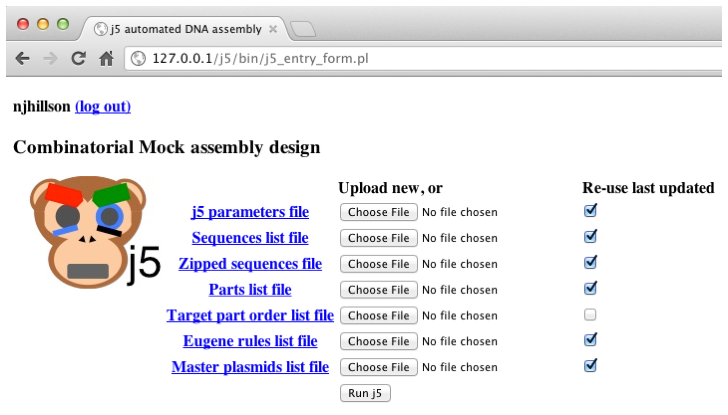 j5 automated DNA assembly
127.0.0.1/j5/bin/j5_entry_form.pl
njhillson (log out)
Combinatorial Mock assembly design
Upload new, or Re-use last updated
j5
j5 parameters file Choose File No file chosen
Sequences list file Choose File No file chosen
Zipped sequences file Choose File No file chosen
Parts list file Choose File No file chosen
Target part order list file Choose File No file chosen
Eugene rules list file Choose File No file chosen
Master plasmids list file Choose File No file chosen
Run j5